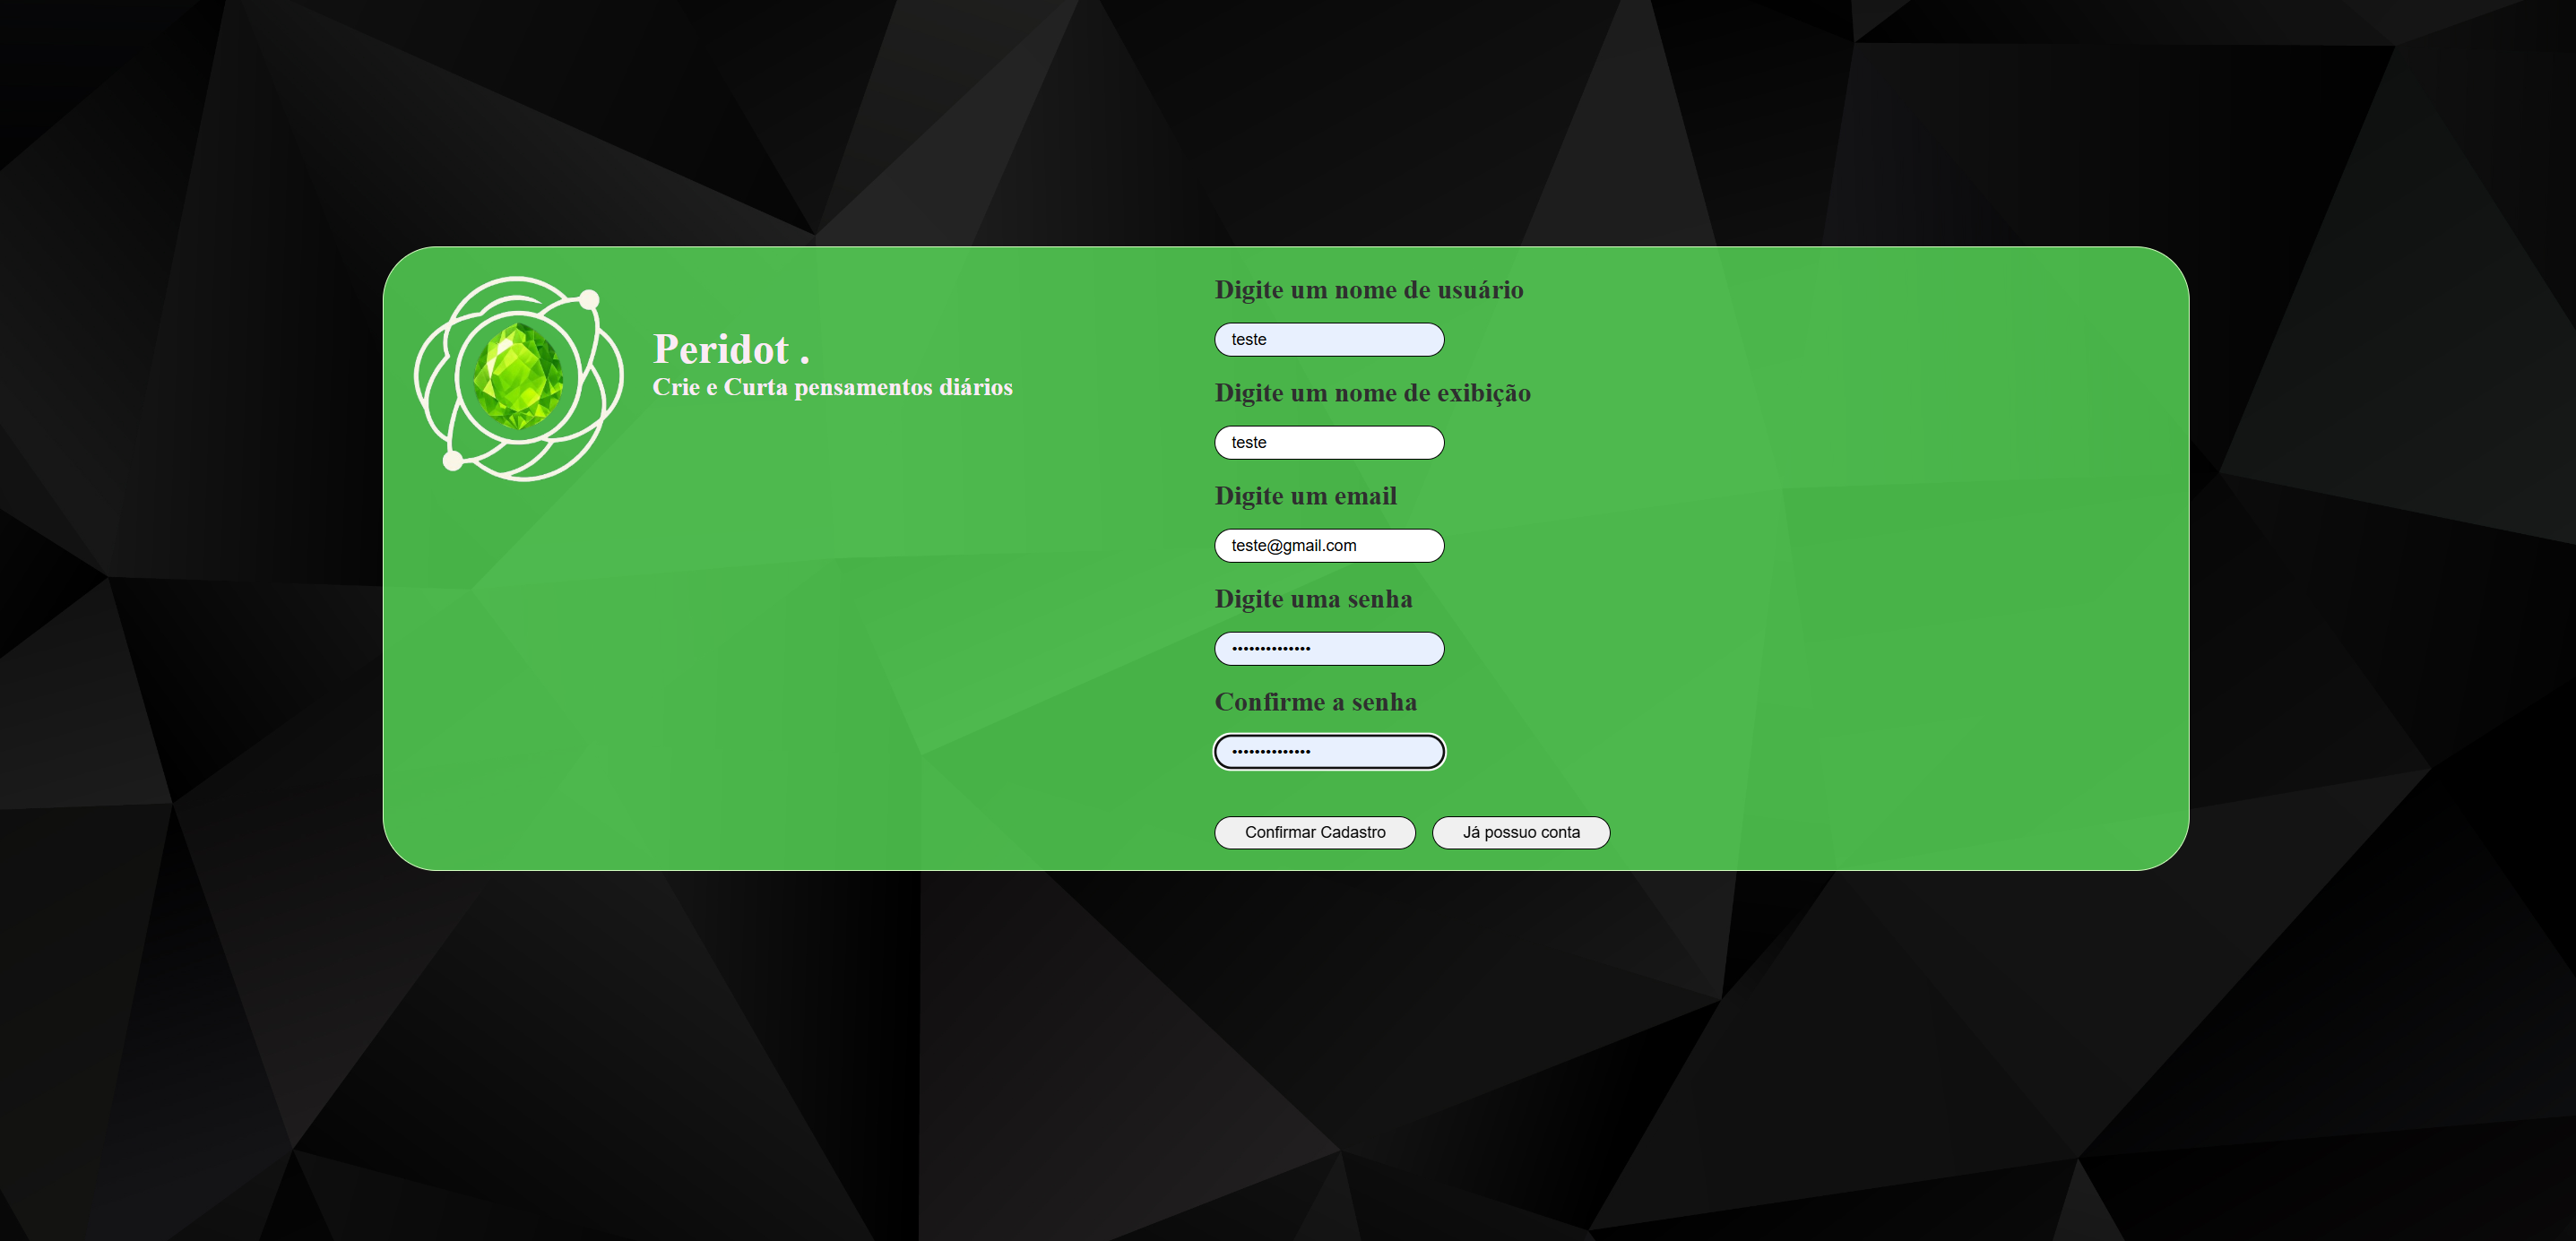 Peridot .
Crie e Curta pensamentos diários
Digite um nome de usuário
teste
Digite um nome de exibição
teste
Digite um email
teste@gmail.com
Digite uma senha
••••••••••••••
Confirme a senha
••••••••••••••
Confirmar Cadastro
Já possuo conta